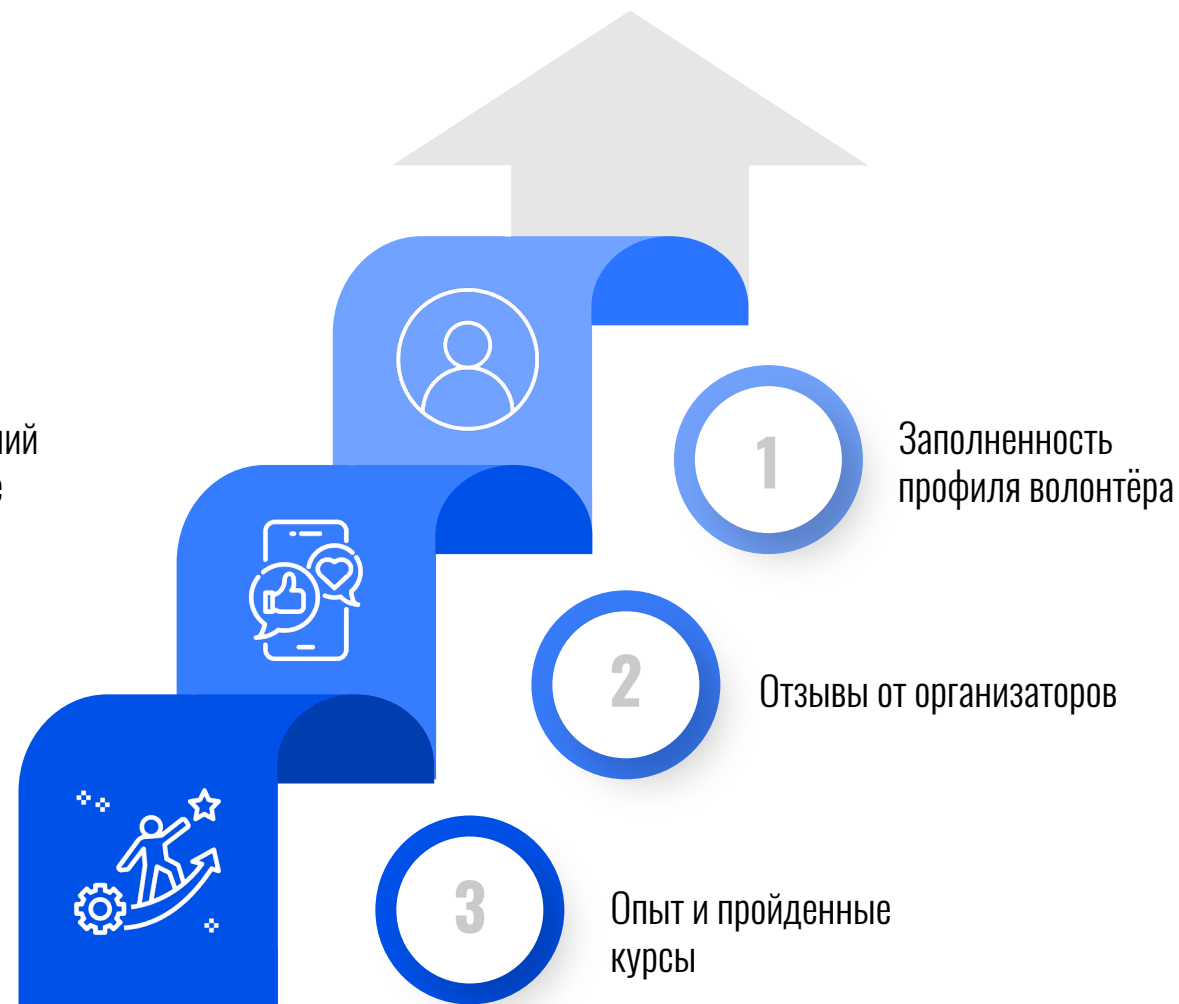 1
Заполненность
профиля волонтёра
2
Отзывы от организаторов
3
Опыт и пройденные
курсы